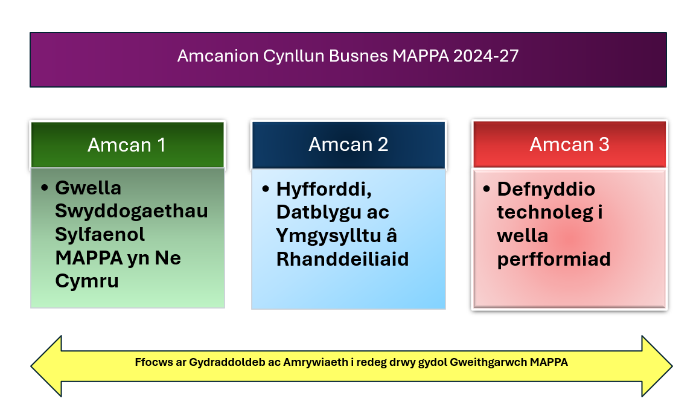 Amcanion Cynllun Busnes MAPPA 2024-27
Amcan 1
• Gwella
Swyddogaethau
Sylfaenol
MAPPA yn Ne
Cymru
Amcan 2
• Hyfforddi,
Datblygu ac
Ymgysylltu â
Rhanddeiliaid
Amcan 3
• Defnyddio
technoleg i
wella
perfformiad
Ffocws ar Gydraddoldeb ac Amrywiaeth i redeg drwy gydol Gweithgarwch MAPPA